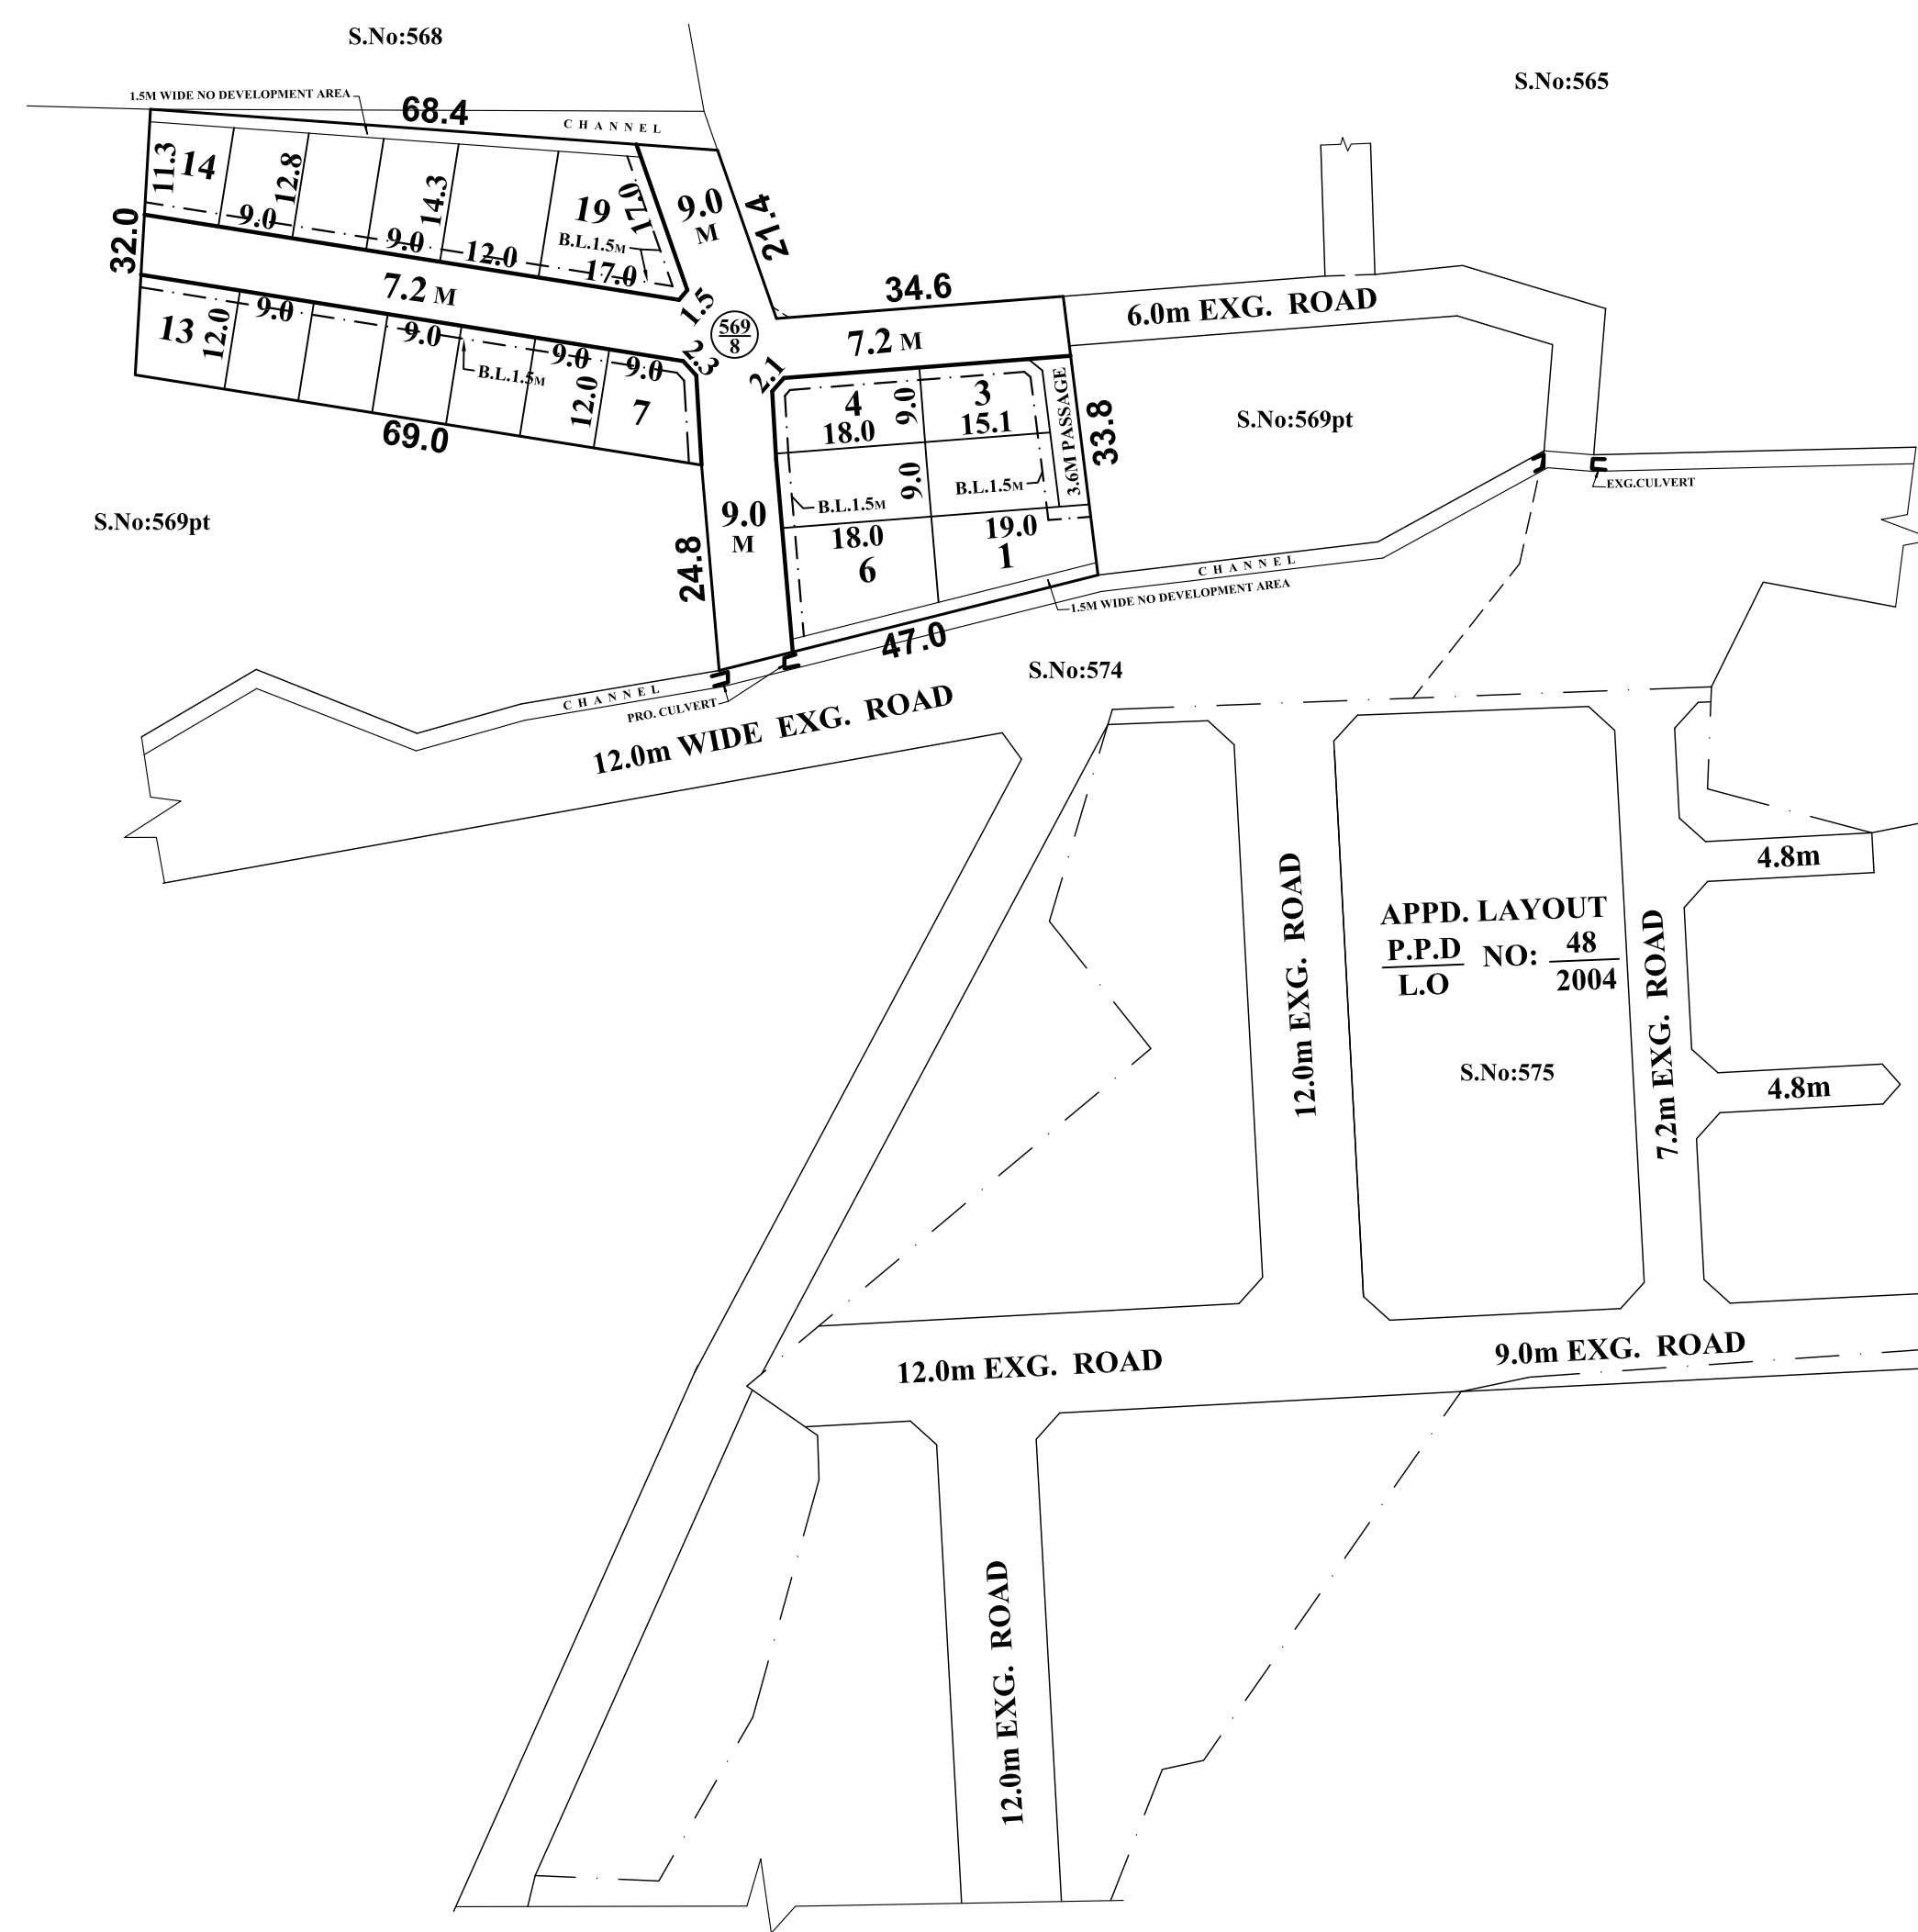 S.No:568
S.No:565
1.5M WIDE NO DEVELOPMENT AREA
68.4
CHANNEL
11.3
14
12.8
14.3
19
17.0
9.0
M
21.4
9.0
9.0
12.0
B.L.1.5M
17.0
32.0
7.2 M
1.5
569
8
34.6
7.2 M
6.0m EXG. ROAD
13
12.0
9.0
9.0
9.0
9.0
2.3
2.1
B.L.1.5M
12.0
7
69.0
4
18.0
9.0
3
15.1
3.6M PASSAGE
33.8
S.No:569pt
9.0
B.L.1.5M
B.L.1.5M
EXG.CULVERT
S.No:569pt
9.0
M
24.8
18.0
6
19.0
1
CHANNEL
1.5M WIDE NO DEVELOPMENT AREA
47.0
S.No:574
CHANNEL
PRO. CULVERT
12.0m WIDE EXG. ROAD
4.8m
12.0m EXG. ROAD
APPD. LAYOUT
P.P.D
L.O
NO:
48
2004
7.2m EXG. ROAD
S.No:575
4.8m
12.0m EXG. ROAD
9.0m EXG. ROAD
12.0m EXG. ROAD